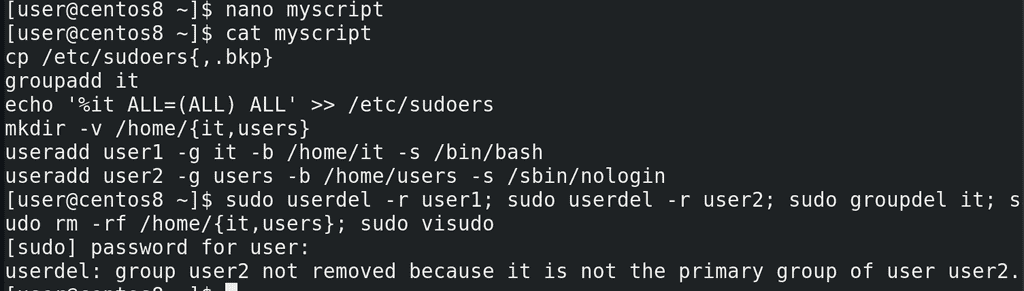 [user@centos8 ~]$ nano myscript
[user@centos8 ~]$ cat myscript
cp /etc/sudoers{,.bkp}
groupadd it
echo '%it ALL=(ALL) ALL' >> /etc/sudoers
mkdir -v /home/{it,users}
useradd user1 -g it -b /home/it -s /bin/bash
useradd user2 -g users -b /home/users -s /sbin/nologin
[user@centos8 ~]$ sudo userdel -r user1; sudo userdel -r user2; sudo groupdel it; s
udo rm -rf /home/{it,users}; sudo visudo
[sudo] password for user:
userdel: group user2 not removed because it is not the primary group of user user2.
[user@centos8 ~]$